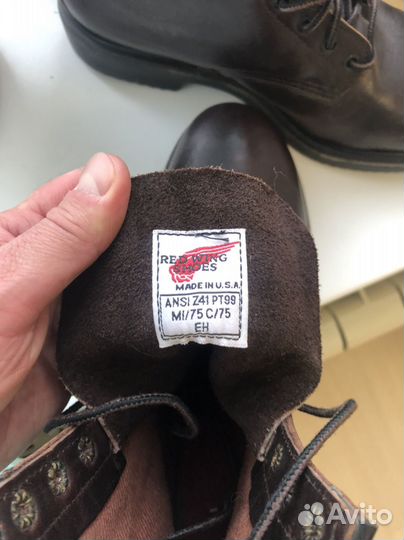 RED WING
SHOES
MADE IN U.S.A
ANSI Z41 PT99
MI/75 C/75
EH
Avito